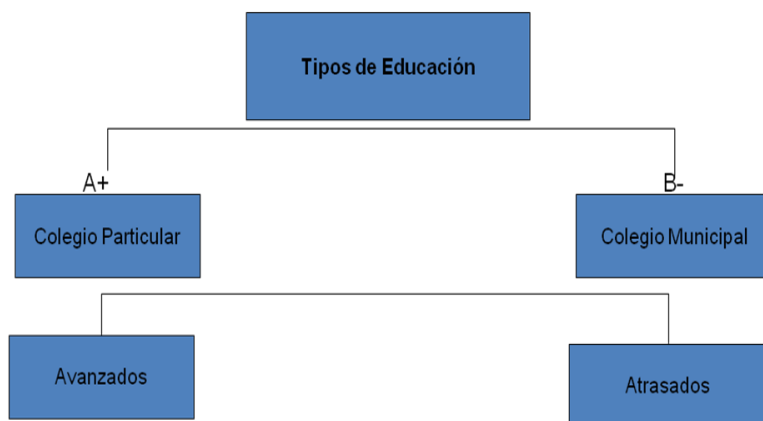 Tipos de Educación
A+
B-
Colegio Particular
Colegio Municipal
Avanzados
Atrasados